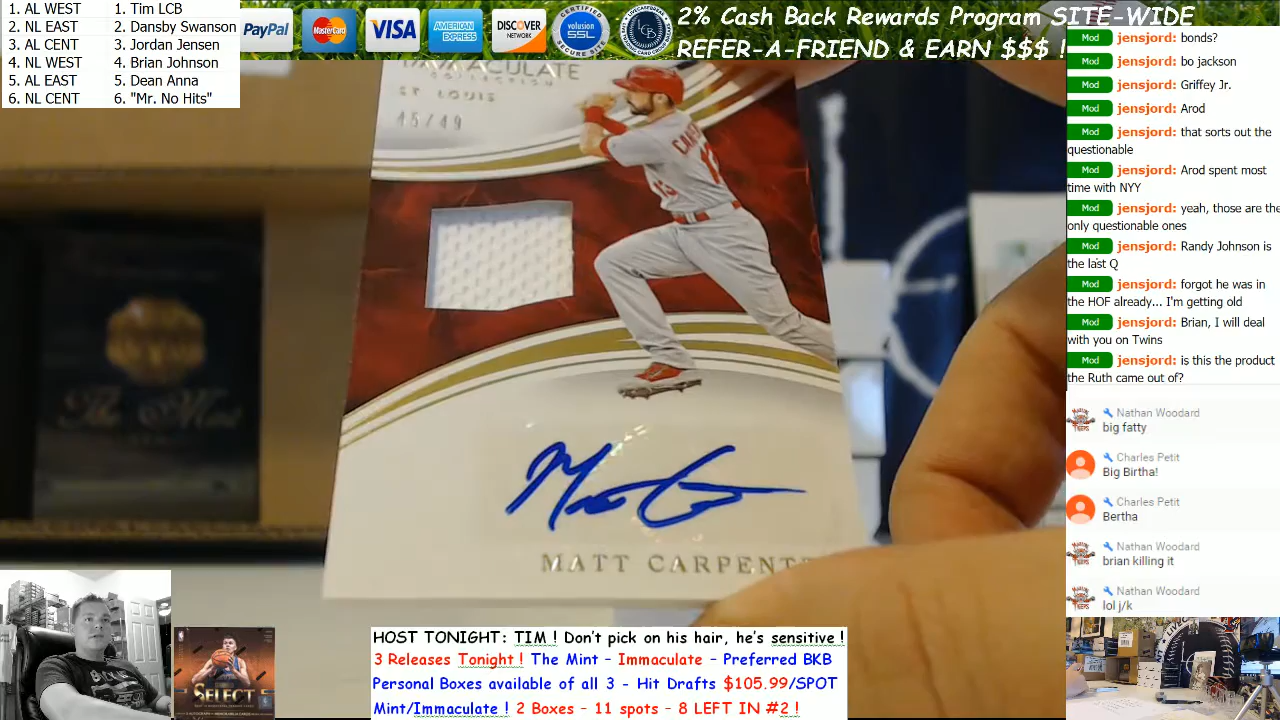 1. AL WEST 1. Tim LCB
2. NL EAST 2. Dansby Swanson
3. AL CENT 3. Jordan Jensen
4. NL WEST 4. Brian Johnson
5. AL EAST 5. Dean Anna
6. NL CENT 6. "Mr. No Hits"
PayPal MasterCard VISA AMERICAN EXPRESS DISCOVER NETWORK CERTIFIED volusion SSL SECURE SITE LCB
2% Cash Back Rewards Program SITE-WIDE
REFER-A-FRIEND & EARN $$$ !
Mod jensjord: bonds?
Mod jensjord: bo jackson
Mod jensjord: Griffey Jr.
Mod jensjord: Arod
Mod jensjord: that sorts out the
questionable
Mod jensjord: Arod spent most
time with NYY
Mod jensjord: yeah, those are the
only questionable ones
Mod jensjord: Randy Johnson is
the last Q
Mod jensjord: forgot he was in
the HOF already... I'm getting old
Mod jensjord: Brian, I will deal
with you on Twins
Mod jensjord: is this the product
the Ruth came out of?
Nathan Woodard
big fatty
Charles Petit
Big Birtha!
Charles Petit
Bertha
Nathan Woodard
brian killing it
Nathan Woodard
lol j/k
ST. LOUIS
MATT CARPENT
SELECT
HOST TONIGHT: TIM ! Don't pick on his hair, he's sensitive !
3 Releases Tonight ! The Mint - Immaculate - Preferred BKB
Personal Boxes available of all 3 - Hit Drafts $105.99/SPOT
Mint/Immaculate ! 2 Boxes - 11 spots - 8 LEFT IN #2 !